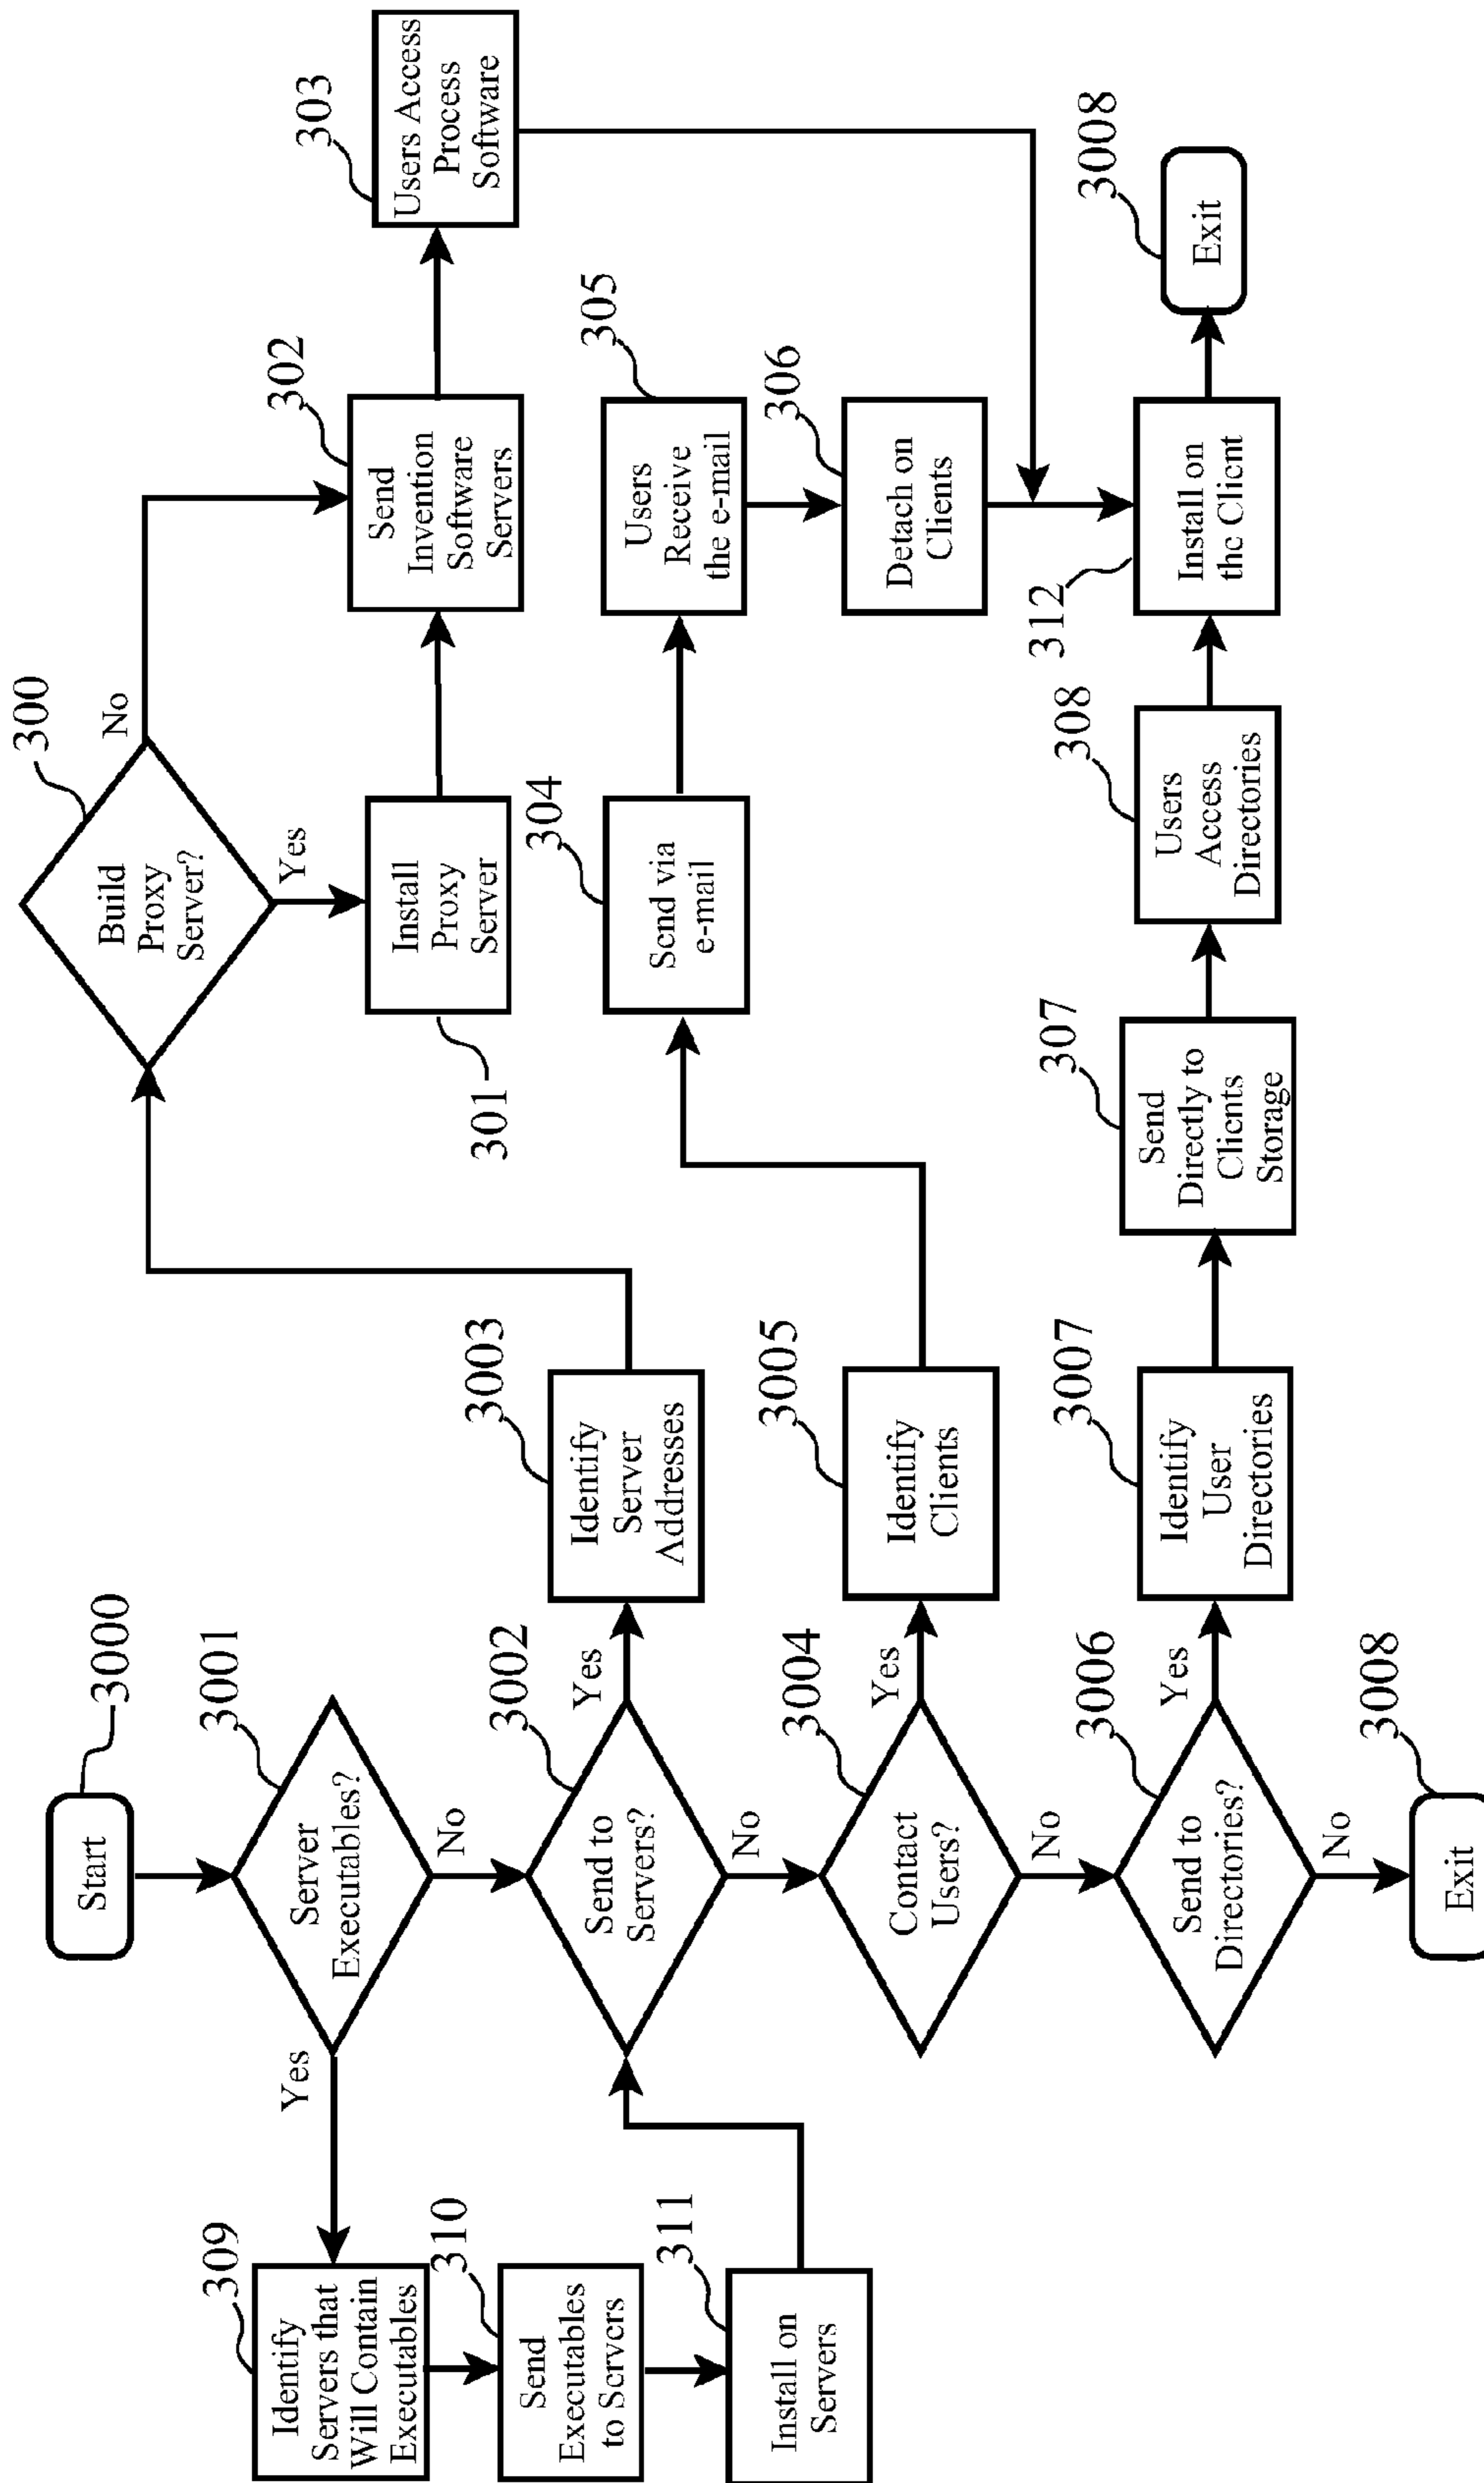 3000
Start
3001
Server
Executables?
Yes
No
309
Identify
Servers that
Will Contain
Executables
310
Send
Executables
to Servers
311
Install on
Servers
3002
Send to
Servers?
Yes
No
3003
Identify
Server
Addresses
300
Build
Proxy
Server?
No
Yes
301
Install
Proxy
Server
302
Send
Invention
Software
Servers
303
Users Access
Process
Software
3004
Contact
Users?
Yes
No
3005
Identify
Clients
304
Send via
e-mail
305
Users
Receive
the e-mail
306
Detach on
Clients
3006
Send to
Directories?
Yes
No
3007
Identify
User
Directories
307
Send
Directly to
Clients
Storage
308
Users
Access
Directories
312
Install on
the Client
3008
Exit
3008
Exit